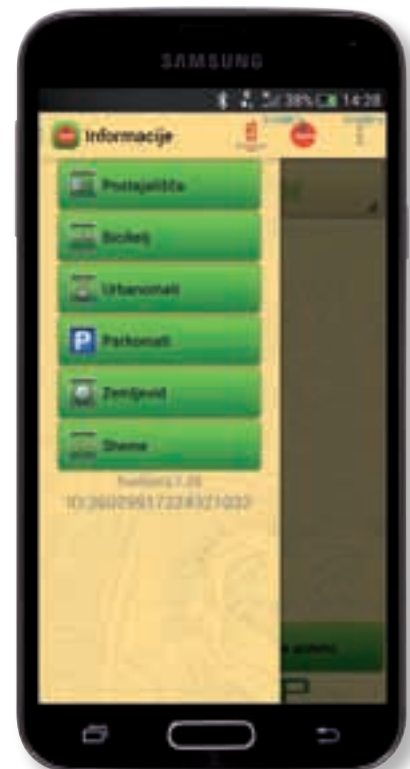 SAMSUNG
38% 14:28
Informacije
Postajališča
Bicikelj
Urbanomati
Parkomati
Zemljevid
Sheme